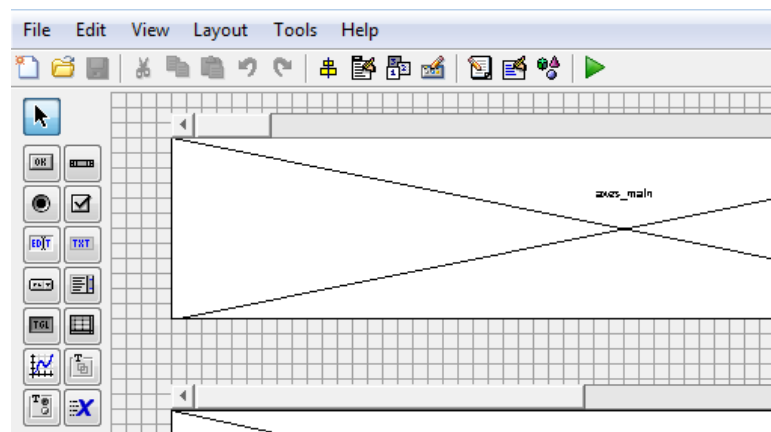 File Edit View Layout Tools Help
OK
axes_main
EDIT TXT
TGL
T
T
X